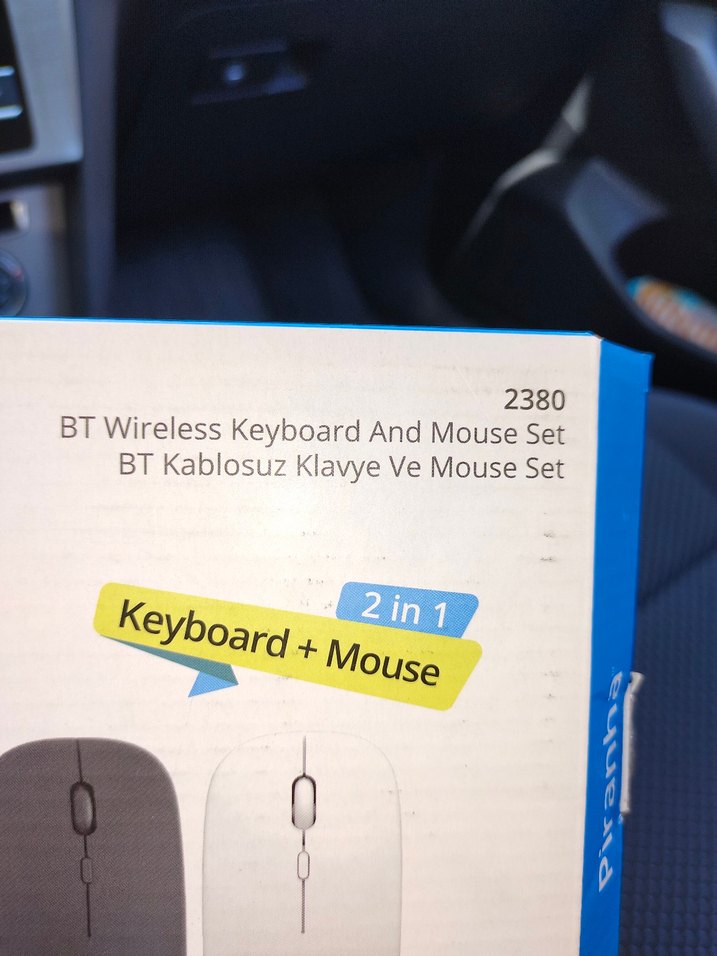 2380
BT Wireless Keyboard And Mouse Set
BT Kablosuz Klavye Ve Mouse Set
2 in 1
Keyboard + Mouse
Piranha